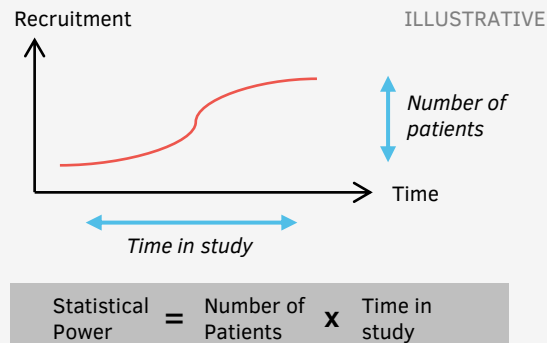 Recruitment
ILLUSTRATIVE
Number of
patients
Time
Time in study
Statistical Power = Number of Patients x Time in study